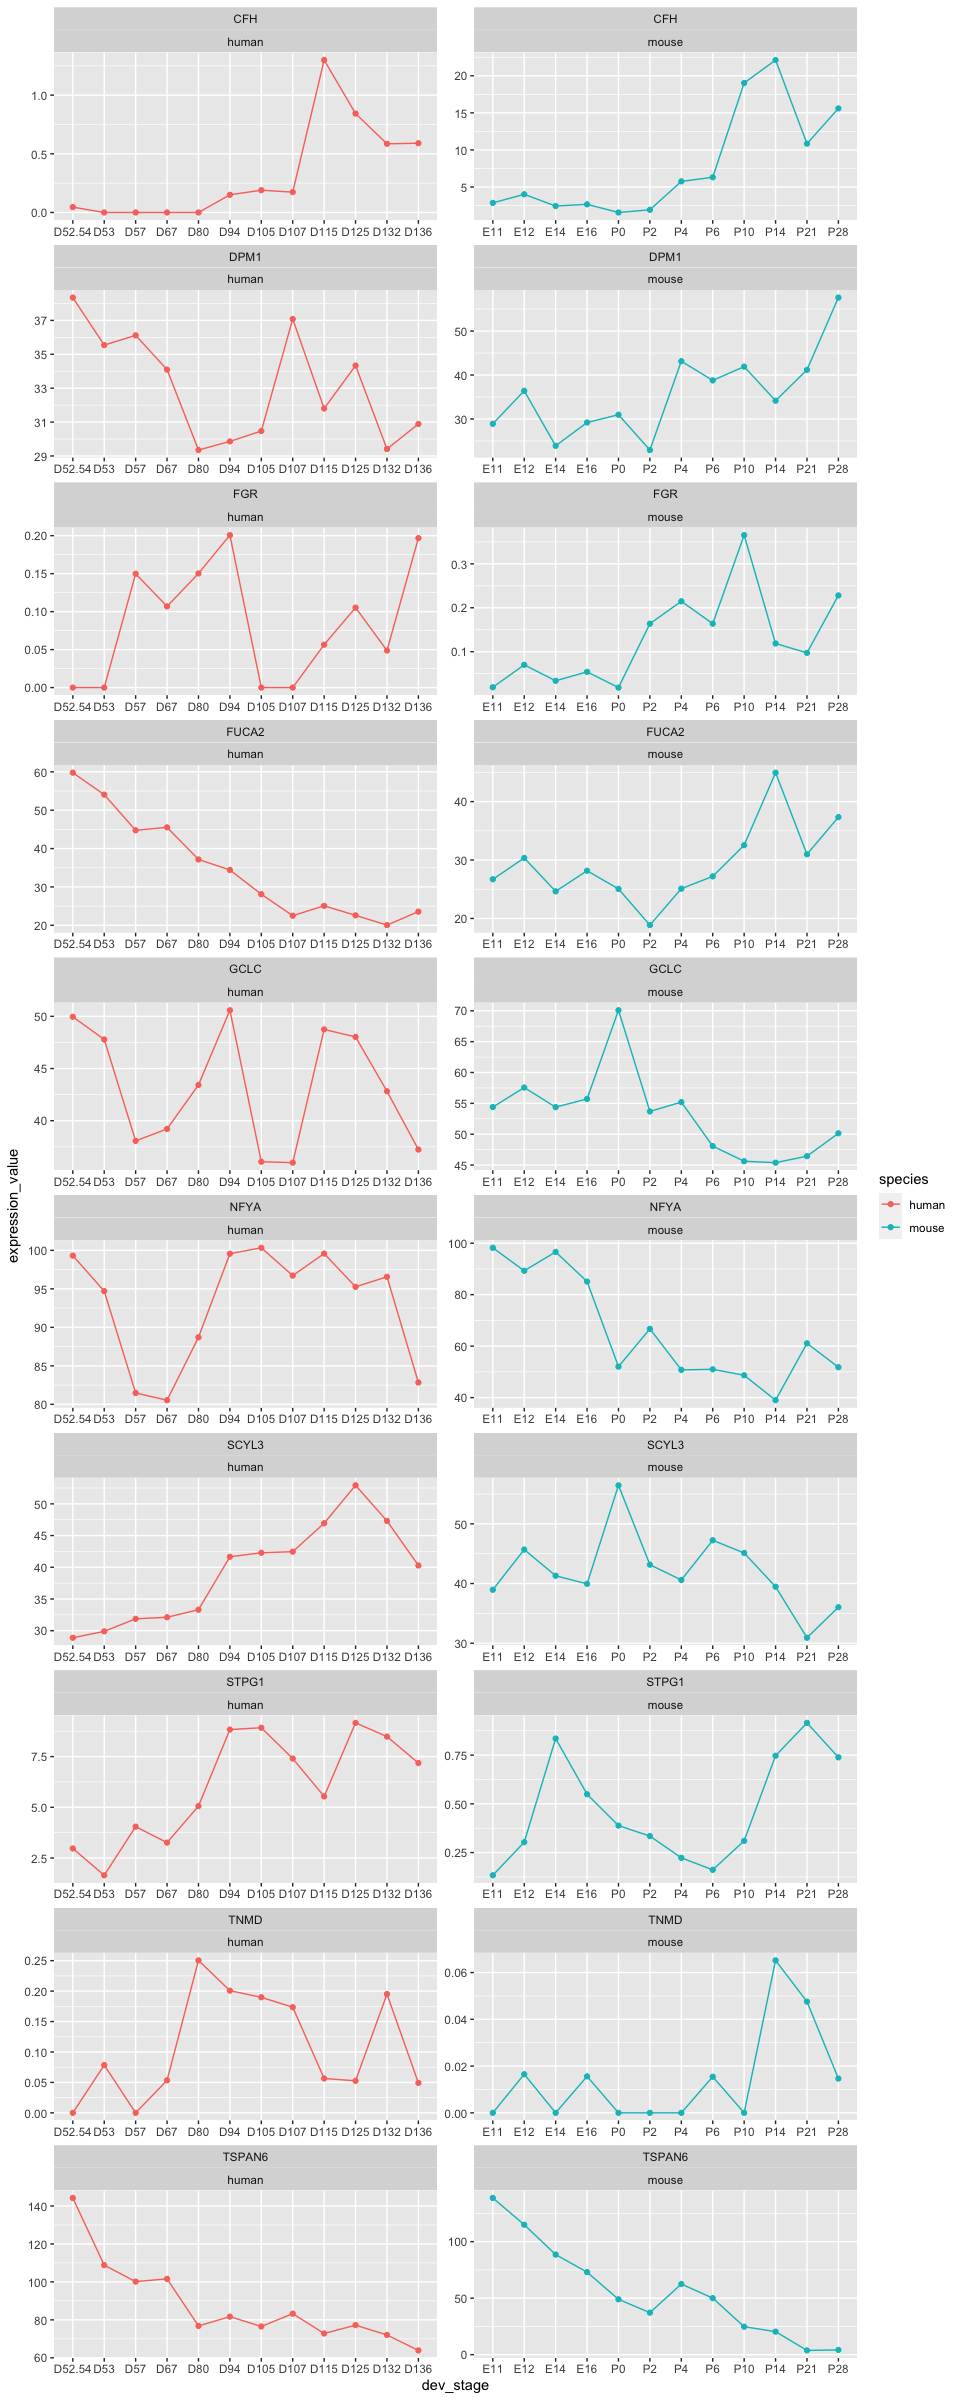 CFH
human
1.0
0.5
0.0
D52.54 D53 D57 D67 D80 D94 D105 D107 D115 D125 D132 D136
CFH
mouse
20
15
10
5
E11 E12 E14 E16 P0 P2 P4 P6 P10 P14 P21 P28
DPM1
human
37
35
33
31
29
D52.54 D53 D57 D67 D80 D94 D105 D107 D115 D125 D132 D136
DPM1
mouse
50
40
30
E11 E12 E14 E16 P0 P2 P4 P6 P10 P14 P21 P28
FGR
human
0.20
0.15
0.10
0.05
0.00
D52.54 D53 D57 D67 D80 D94 D105 D107 D115 D125 D132 D136
FGR
mouse
0.3
0.2
0.1
E11 E12 E14 E16 P0 P2 P4 P6 P10 P14 P21 P28
FUCA2
human
60
50
40
30
20
D52.54 D53 D57 D67 D80 D94 D105 D107 D115 D125 D132 D136
FUCA2
mouse
40
30
20
E11 E12 E14 E16 P0 P2 P4 P6 P10 P14 P21 P28
GCLC
human
50
45
40
D52.54 D53 D57 D67 D80 D94 D105 D107 D115 D125 D132 D136
GCLC
mouse
70
65
60
55
50
45
E11 E12 E14 E16 P0 P2 P4 P6 P10 P14 P21 P28
NFYA
human
100
95
90
85
80
D52.54 D53 D57 D67 D80 D94 D105 D107 D115 D125 D132 D136
NFYA
mouse
100
80
60
40
E11 E12 E14 E16 P0 P2 P4 P6 P10 P14 P21 P28
SCYL3
human
50
45
40
35
30
D52.54 D53 D57 D67 D80 D94 D105 D107 D115 D125 D132 D136
SCYL3
mouse
50
40
30
E11 E12 E14 E16 P0 P2 P4 P6 P10 P14 P21 P28
STPG1
human
7.5
5.0
2.5
D52.54 D53 D57 D67 D80 D94 D105 D107 D115 D125 D132 D136
STPG1
mouse
0.75
0.50
0.25
E11 E12 E14 E16 P0 P2 P4 P6 P10 P14 P21 P28
TNMD
human
0.25
0.20
0.15
0.10
0.05
0.00
D52.54 D53 D57 D67 D80 D94 D105 D107 D115 D125 D132 D136
TNMD
mouse
0.06
0.04
0.02
0.00
E11 E12 E14 E16 P0 P2 P4 P6 P10 P14 P21 P28
TSPAN6
human
140
120
100
80
60
D52.54 D53 D57 D67 D80 D94 D105 D107 D115 D125 D132 D136
TSPAN6
mouse
100
50
0
E11 E12 E14 E16 P0 P2 P4 P6 P10 P14 P21 P28
dev_stage
expression_value
species
human
mouse